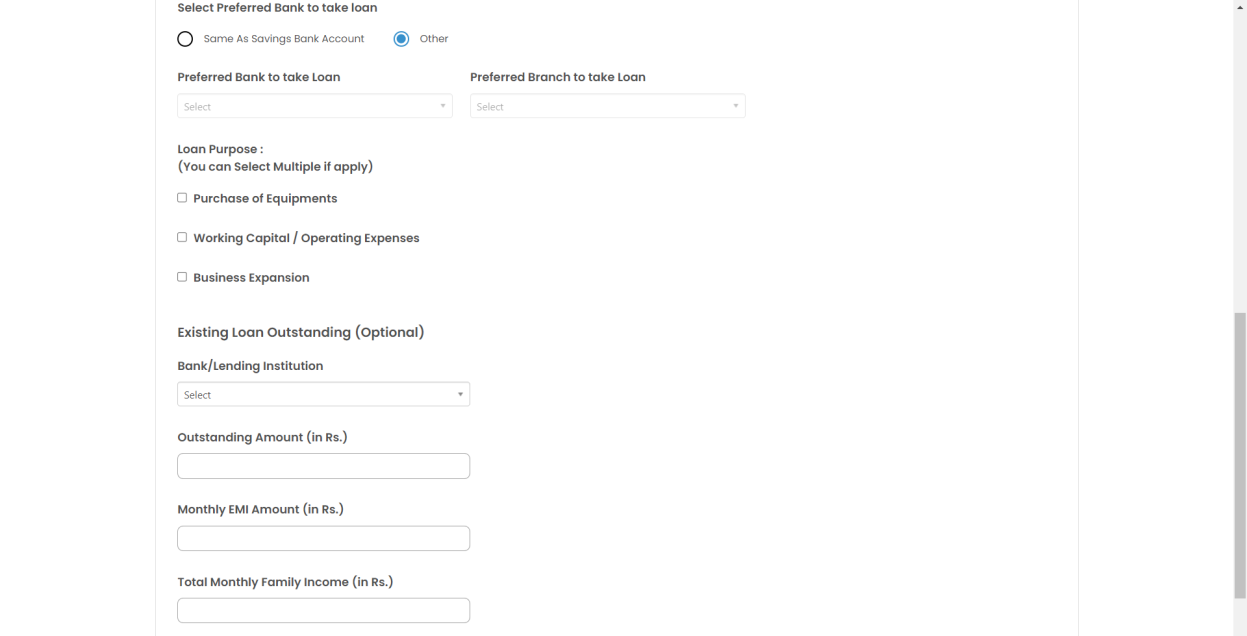 Select Preferred Bank to take loan
Same As Savings Bank Account Other
Preferred Bank to take Loan Preferred Branch to take Loan
Select Select
Loan Purpose :
(You can Select Multiple if apply)
Purchase of Equipments
Working Capital / Operating Expenses
Business Expansion
Existing Loan Outstanding (Optional)
Bank/Lending Institution
Select
Outstanding Amount (in Rs.)
Monthly EMI Amount (in Rs.)
Total Monthly Family Income (in Rs.)